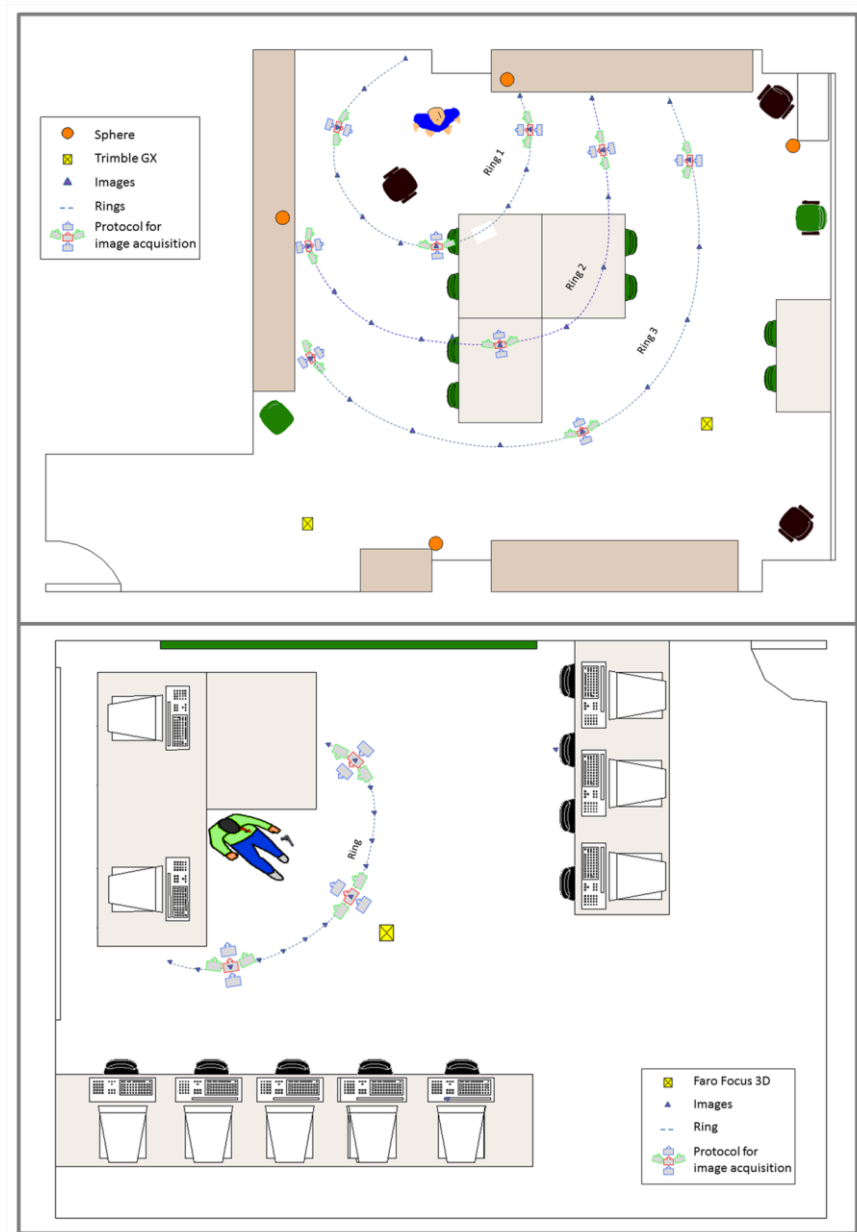 Sphere
Trimble GX
Images
Rings
Protocol for
image acquisition
Ring 1
Ring 2
Ring 3
Ring
Faro Focus 3D
Images
Ring
Protocol for
image acquisition